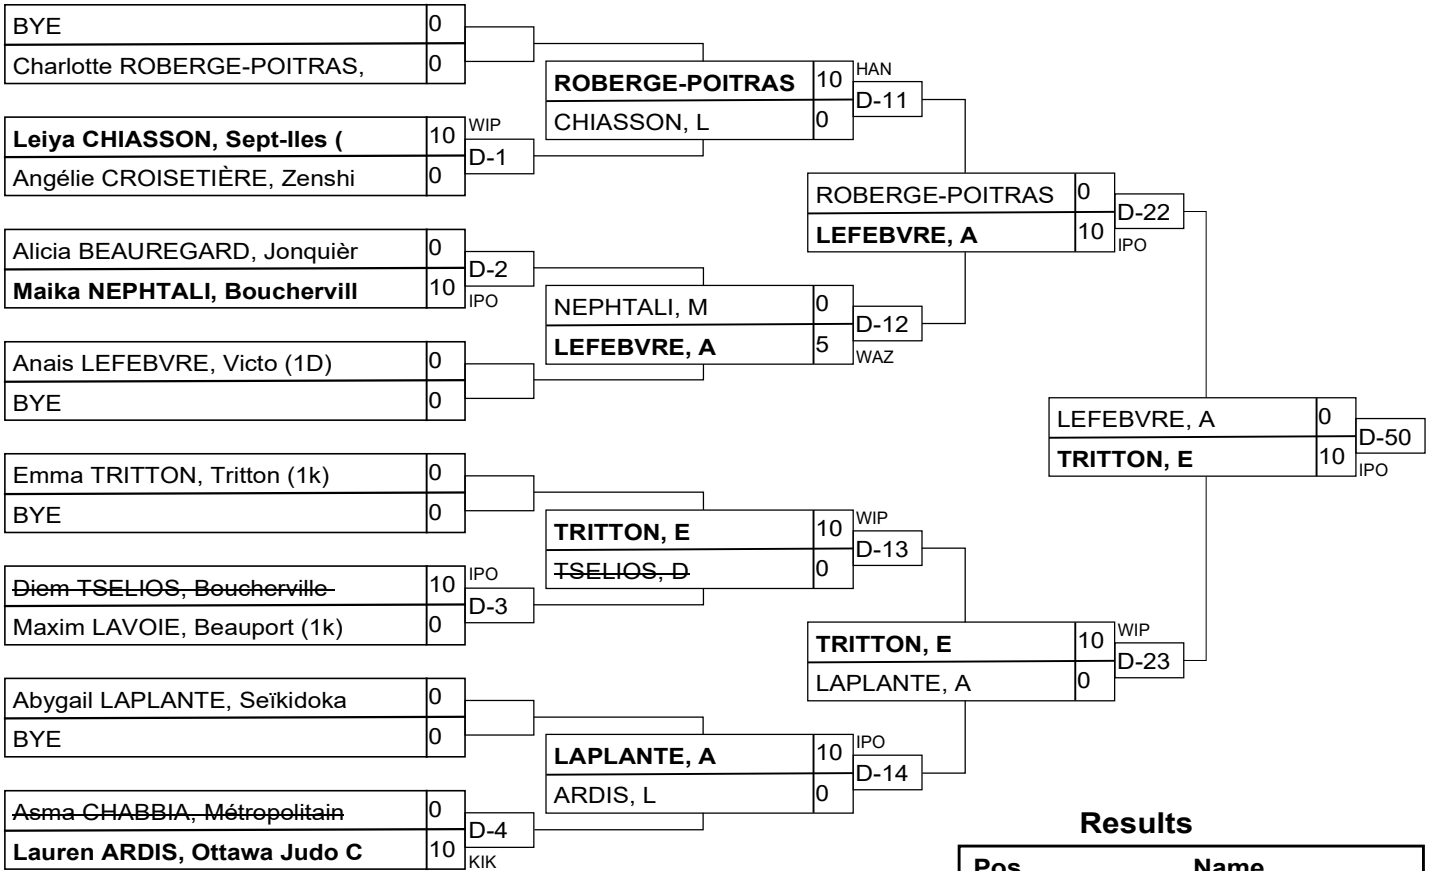 BYE 0
Charlotte ROBERGE-POITRAS, 0
Leiya CHIASSON, Sept-Iles ( 10 WIP
D-1
Angélie CROISETIÈRE, Zenshi 0
Alicia BEAUREGARD, Jonquièr 0
D-2
Maika NEPHTALI, Bouchervill 10 IPO
Anais LEFEBVRE, Victo (1D) 0
BYE 0
Emma TRITTON, Tritton (1k) 0
BYE 0
Diem TSELIOS, Boucherville 10 IPO
D-3
Maxim LAVOIE, Beauport (1k) 0
Abygail LAPLANTE, Seïkidoka 0
BYE 0
Asma CHABBIA, Métropolitain 0
D-4
Lauren ARDIS, Ottawa Judo C 10 KIK
ROBERGE-POITRAS 10 HAN
D-11
CHIASSON, L 0
NEPHTALI, M 0
D-12
LEFEBVRE, A 5 WAZ
TRITTON, E 10 WIP
D-13
TSELIOS, D 0
LAPLANTE, A 10 IPO
D-14
ARDIS, L 0
ROBERGE-POITRAS 0
D-22
LEFEBVRE, A 10 IPO
TRITTON, E 10 WIP
D-23
LAPLANTE, A 0
LEFEBVRE, A 0
D-50
TRITTON, E 10 IPO
Results
Pos Name